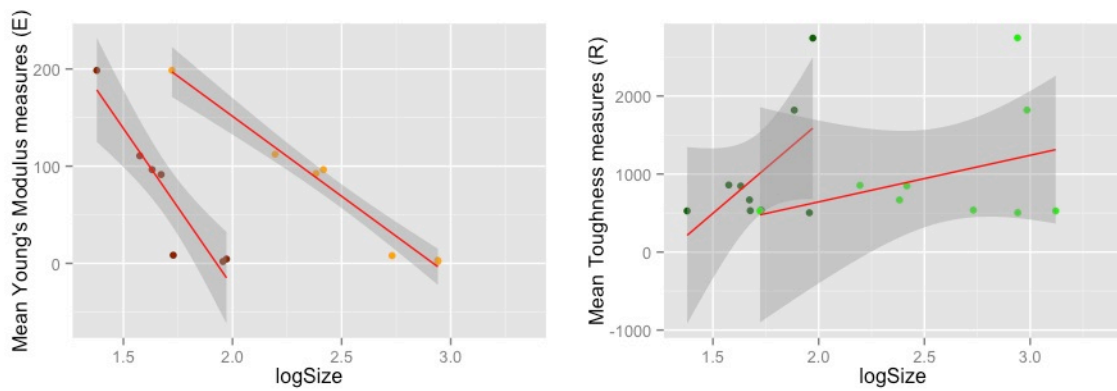 Mean Young's Modulus measures (E)
200
100
0
1.5 2.0 2.5 3.0
logSize
Mean Toughness measures (R)
2000
1000
0
-1000
1.5 2.0 2.5 3.0
logSize